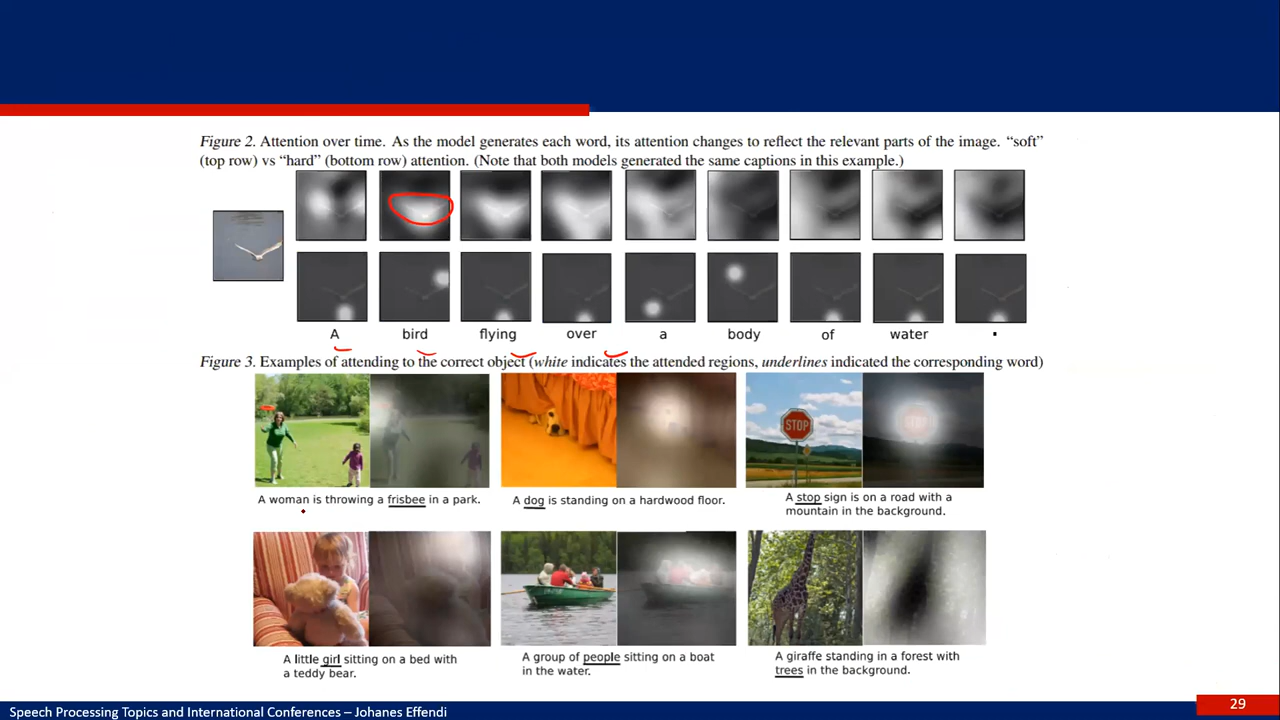 Figure 2. Attention over time. As the model generates each word, its attention changes to reflect the relevant parts of the image. “soft”
(top row) vs “hard” (bottom row) attention. (Note that both models generated the same captions in this example.)
A bird flying over a body of water .
Figure 3. Examples of attending to the correct object (white indicates the attended regions, underlines indicated the corresponding word)
STOP
A woman is throwing a frisbee in a park.
A dog is standing on a hardwood floor.
A stop sign is on a road with a
mountain in the background.
A little girl sitting on a bed with
a teddy bear.
A group of people sitting on a boat
in the water.
A giraffe standing in a forest with
trees in the background.
Speech Processing Topics and International Conferences – Johanes Effendi
29